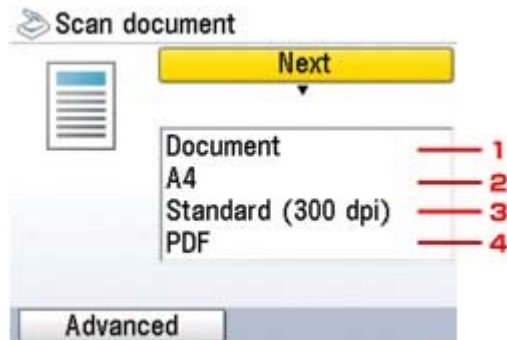 Scan document
Next
Document 1
A4 2
Standard (300 dpi) 3
PDF 4
Advanced